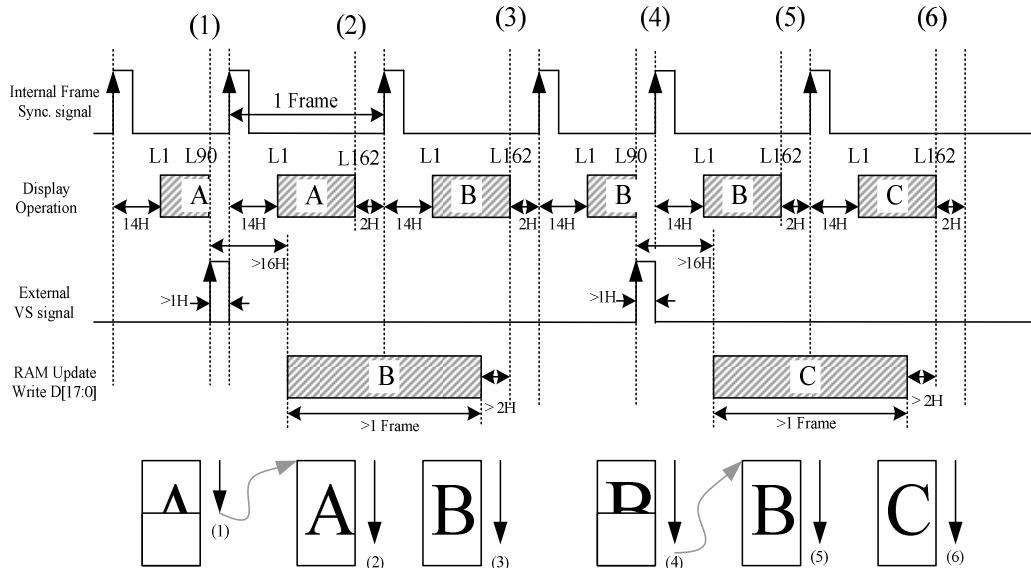 (1) (2) (3) (4) (5) (6)
Internal Frame
Sync. signal
1 Frame
L1 L90 L1 L162 L1 L162 L1 L90 L1 L162 L1 L162
Display
Operation
A A B B B C
14H 14H 2H 14H 2H 14H 14H 2H 14H 2H
>16H >16H
External
VS signal
>1H >1H
RAM Update
Write D[17:0]
B C
> 2H > 2H
>1 Frame >1 Frame
A A B B B C
(1) (2) (3) (4) (5) (6)